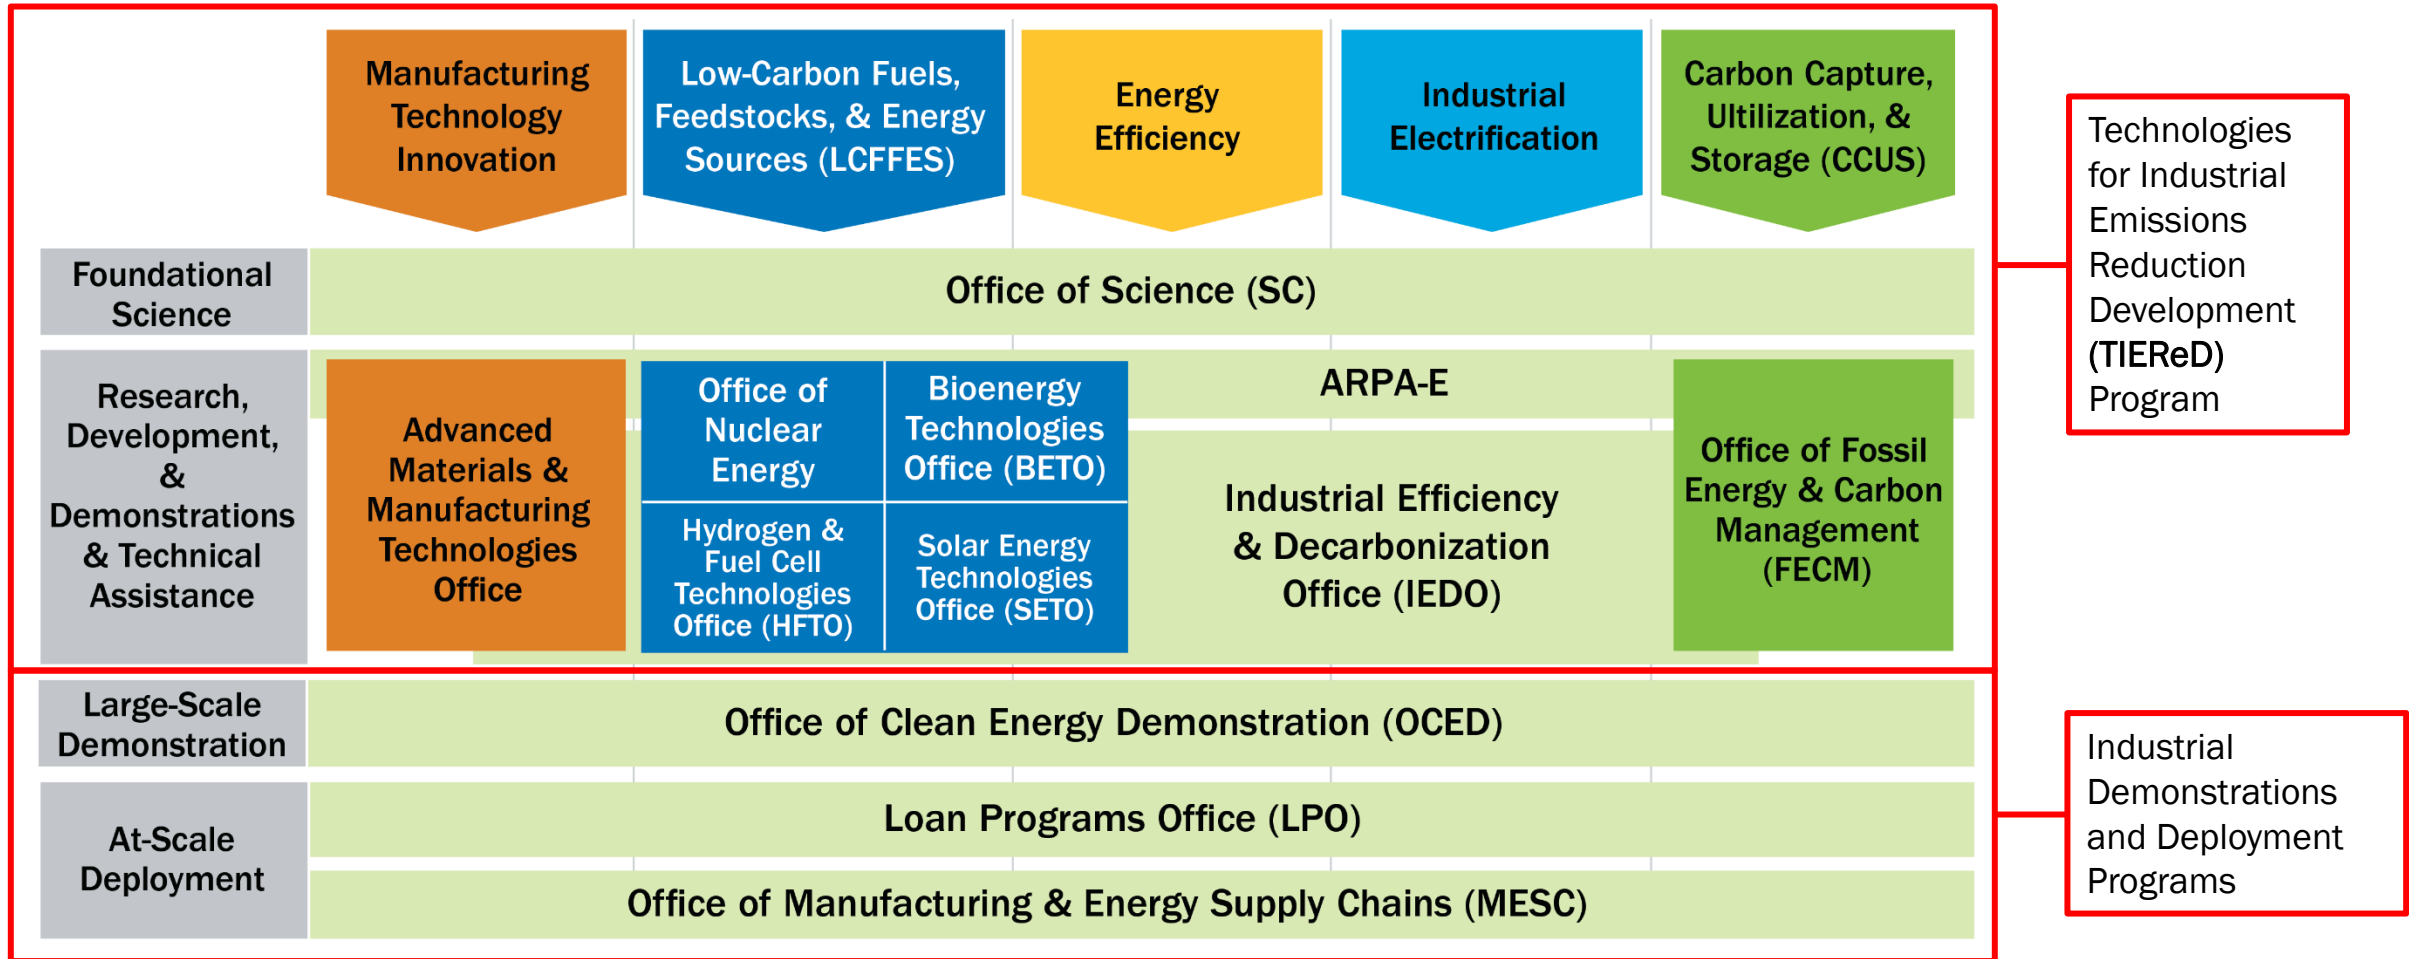 Manufacturing
Technology
Innovation
Low-Carbon Fuels,
Feedstocks, & Energy
Sources (LCFFES)
Energy
Efficiency
Industrial
Electrification
Carbon Capture,
Ultilization, &
Storage (CCUS)
Foundational
Science
Office of Science (SC)
Research,
Development,
&
Demonstrations
& Technical
Assistance
ARPA-E
Advanced
Materials &
Manufacturing
Technologies
Office
Office of
Nuclear
Energy
Bioenergy
Technologies
Office (BETO)
Hydrogen &
Fuel Cell
Technologies
Office (HFTO)
Solar Energy
Technologies
Office (SETO)
Industrial Efficiency
& Decarbonization
Office (IEDO)
Office of Fossil
Energy & Carbon
Management
(FECM)
Large-Scale
Demonstration
Office of Clean Energy Demonstration (OCED)
At-Scale
Deployment
Loan Programs Office (LPO)
Office of Manufacturing & Energy Supply Chains (MESC)
Technologies
for Industrial
Emissions
Reduction
Development
(TIEReD)
Program
Industrial
Demonstrations
and Deployment
Programs